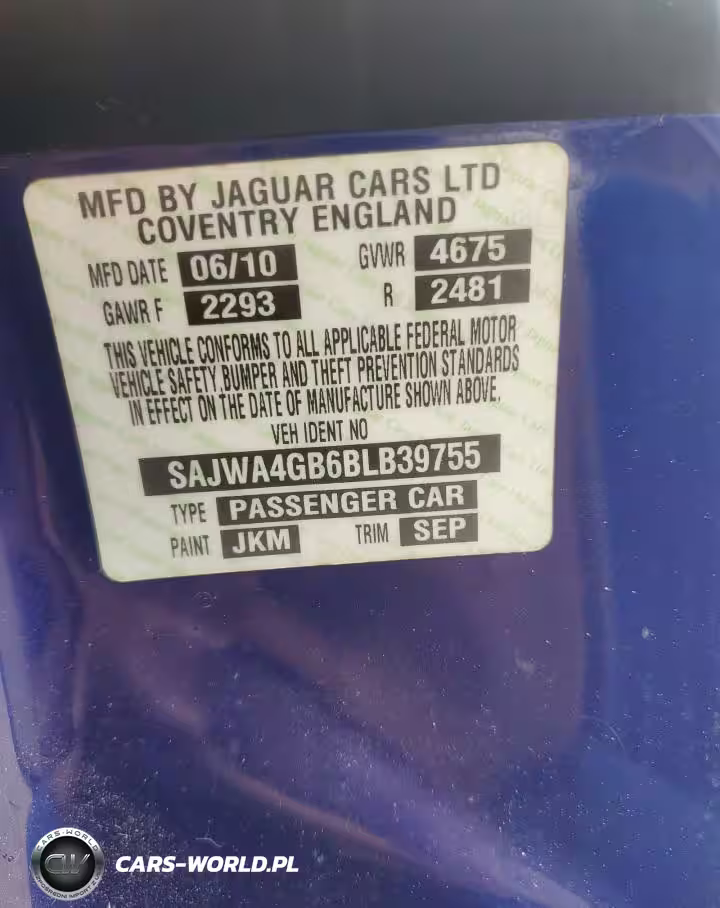 MFD BY JAGUAR CARS LTD
COVENTRY ENGLAND
MFD DATE 06/10 GVWR 4675
GAWR F 2293 R 2481
THIS VEHICLE CONFORMS TO ALL APPLICABLE FEDERAL MOTOR
VEHICLE SAFETY, BUMPER AND THEFT PREVENTION STANDARDS
IN EFFECT ON THE DATE OF MANUFACTURE SHOWN ABOVE.
VEH IDENT NO
SAJWA4GB6BLB39755
TYPE PASSENGER CAR
PAINT JKM TRIM SEP
CARS-WORLD
CARS-WORLD.PL